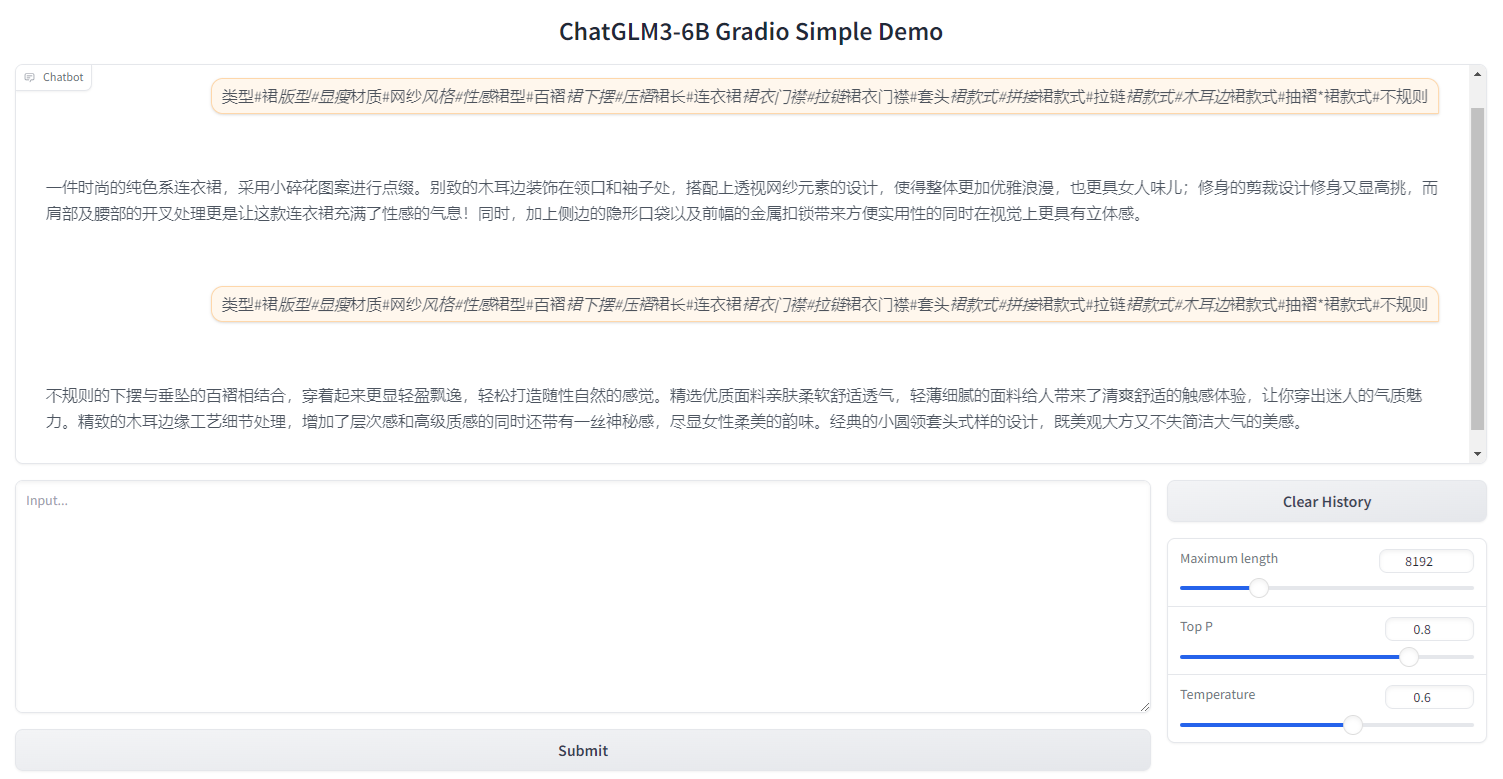 ChatGLM3-6B Gradio Simple Demo
Chatbot
类型#裙版型#显瘦材质#网纱风格#性感裙型#百褶裙下摆#压褶裙长#连衣裙裙衣门襟#拉链裙衣门襟#套头裙款式#拼接裙款式#拉链裙款式#木耳边裙款式#抽褶*裙款式#不规则
一件时尚的纯色系连衣裙，采用小碎花图案进行点缀。别致的木耳边装饰在领口和袖子处，搭配上透视网纱元素的设计，使得整体更加优雅浪漫，也更具女人味儿；修身的剪裁设计修身又显高挑，而
肩部及腰部的开叉处理更是让这款连衣裙充满了性感的气息！同时，加上侧边的隐形口袋以及前幅的金属扣锁带来方便实用性的同时在视觉上更具有立体感。
类型#裙版型#显瘦材质#网纱风格#性感裙型#百褶裙下摆#压褶裙长#连衣裙裙衣门襟#拉链裙衣门襟#套头裙款式#拼接裙款式#拉链裙款式#木耳边裙款式#抽褶*裙款式#不规则
不规则的下摆与垂坠的百褶相结合，穿着起来更显轻盈飘逸，轻松打造随性自然的感觉。精选优质面料亲肤柔软舒适透气，轻薄细腻的面料给人带来了清爽舒适的触感体验，让你穿出迷人的气质魅
力。精致的木耳边缘工艺细节处理，增加了层次感和高级质感的同时还带有一丝神秘感，尽显女性柔美的韵味。经典的小圆领套头式样的设计，既美观大方又不失简洁大气的美感。
Input...
Clear History
Maximum length
8192
Top P
0.8
Temperature
0.6
Submit